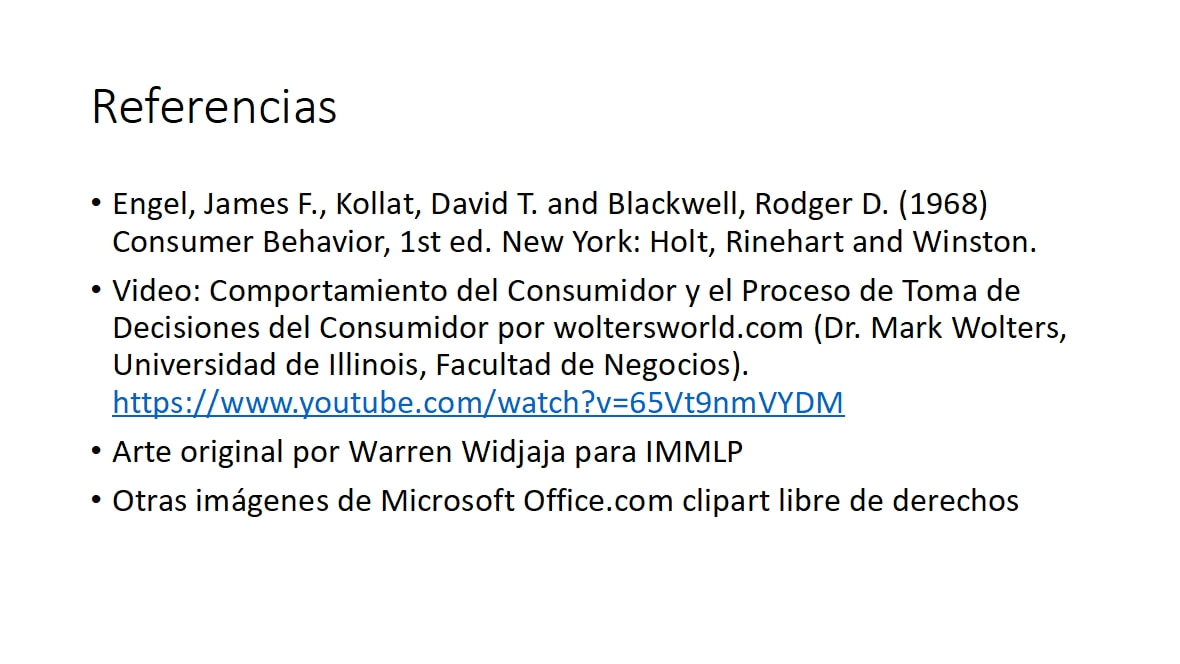 Referencias
• Engel, James F., Kollat, David T. and Blackwell, Rodger D. (1968)
Consumer Behavior, 1st ed. New York: Holt, Rinehart and Winston.
• Video: Comportamiento del Consumidor y el Proceso de Toma de
Decisiones del Consumidor por woltersworld.com (Dr. Mark Wolters,
Universidad de Illinois, Facultad de Negocios).
https://www.youtube.com/watch?v=65Vt9nmVYDM
• Arte original por Warren Widjaja para IMMLP
• Otras imágenes de Microsoft Office.com clipart libre de derechos